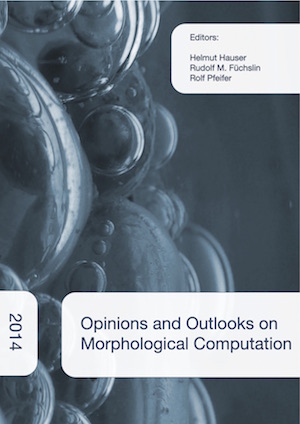 Editors:
Helmut Hauser
Rudolf M. Füchslin
Rolf Pfeifer
2014
Opinions and Outlooks on
Morphological Computation